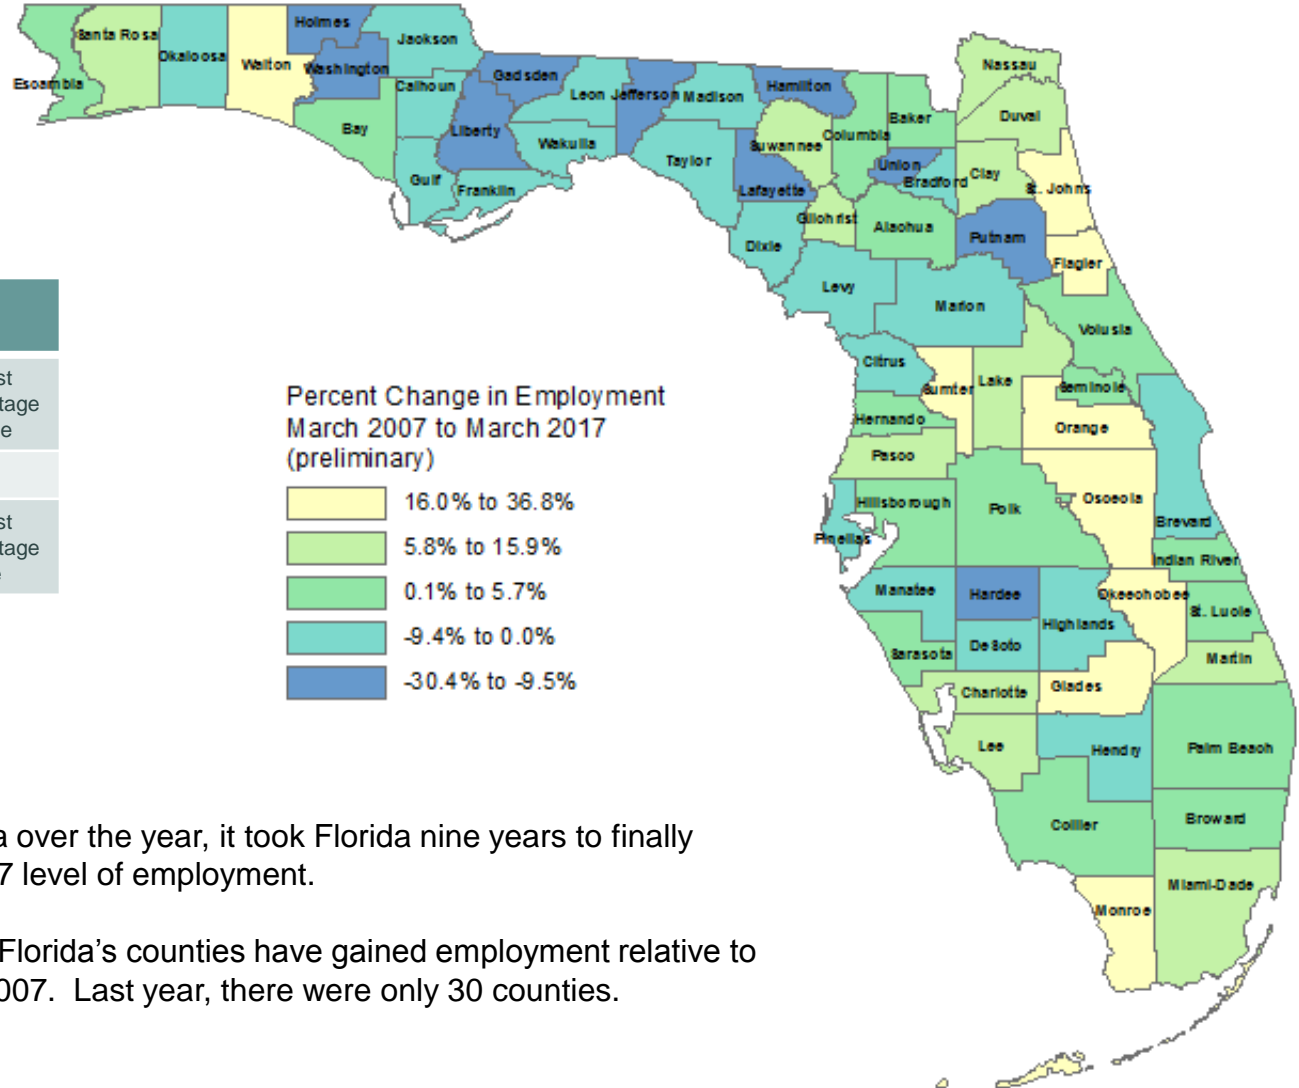 Holmes
Santa Rosa
Okaloosa
Walton
Washington
Jackson
Escambia
Bay
Calhoun
Gadsden
Leon
Jefferson
Madison
Hamilton
Liberty
Wakulla
Gulf
Franklin
Taylor
Suwannee
Lafayette
Columbia
Baker
Nassau
Duval
Union
Bradford
Clay
St. Johns
Gilchrist
Alachua
Putnam
Dixie
Flagler
Levy
Marion
Volusia
Citrus
Sumter
Lake
Seminole
Hernando
Orange
Pasco
Hillsborough
Polk
Osceola
Pinellas
Brevard
Indian River
Manatee
Hardee
Okeechobee
Highlands
St. Lucie
Sarasota
DeSoto
Martin
Charlotte
Glades
Lee
Hendry
Palm Beach
Collier
Broward
Monroe
Miami-Dade
st
tage
e
st
tage
e
Percent Change in Employment
March 2007 to March 2017
(preliminary)
16.0% to 36.8%
5.8% to 15.9%
0.1% to 5.7%
-9.4% to 0.0%
-30.4% to -9.5%
a over the year, it took Florida nine years to finally
7 level of employment.
Florida’s counties have gained employment relative to
007. Last year, there were only 30 counties.